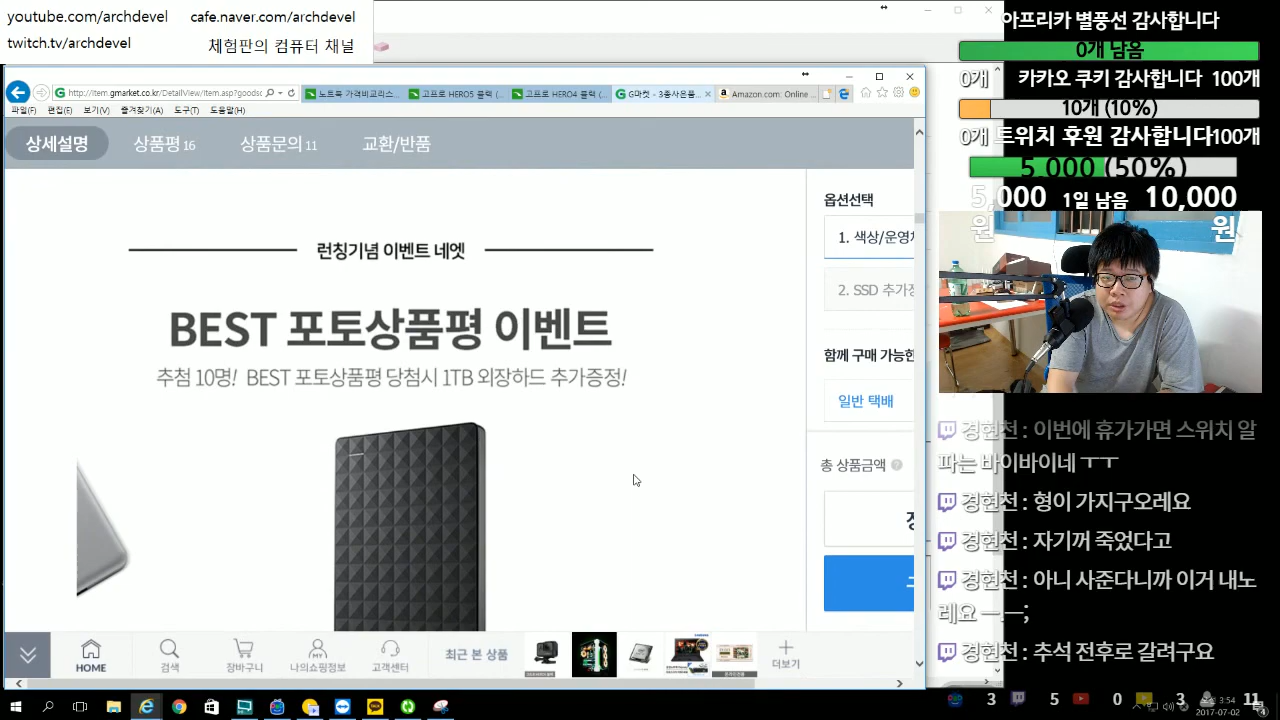 youtube.com/archdevel cafe.naver.com/archdevel
twitch.tv/archdevel 체험판의 컴퓨터 채널
http://item.gmarket.co.kr/DetailView/Item.asp?goodsc
노트북 가격비교리스...
고프로 HERO5 블랙 (...
고프로 HERO4 블랙 (...
G마켓 - 3종사은품...
Amazon.com: Online ...
파일(F) 편집(E) 보기(V) 즐겨찾기(A) 도구(T) 도움말(H)
상세설명 상품평 16 상품문의 11 교환/반품
런칭기념 이벤트 네엣
BEST 포토상품평 이벤트
추첨 10명! BEST 포토상품평 당첨시 1TB 외장하드 추가증정!
옵션선택
1. 색상/운영
2. SSD 추가
함께 구매 가능한
일반 택배
총 상품금액
HOME 검색 장바구니 나의쇼핑정보 고객센터 최근 본 상품 더보기
아프리카 별풍선 감사합니다
0개 남음
0개 카카오 쿠키 감사합니다 100개
10개 (10%)
0개 트위치 후원 감사합니다 100개
5,000 (50%)
5,000원 1일 남음 10,000원
경현천 : 이번에 휴가가면 스위치 알
파는 바이바이네 ㅜㅜ
경현천 : 형이 가지구오레요
경현천 : 자기꺼 죽었다고
경현천 : 아니 사준다니까 이거 내노
레요 ㅡ.ㅡ;
경현천 : 추석 전후로 갈려구요
3 5 0 3 11
3:54
2017-07-02